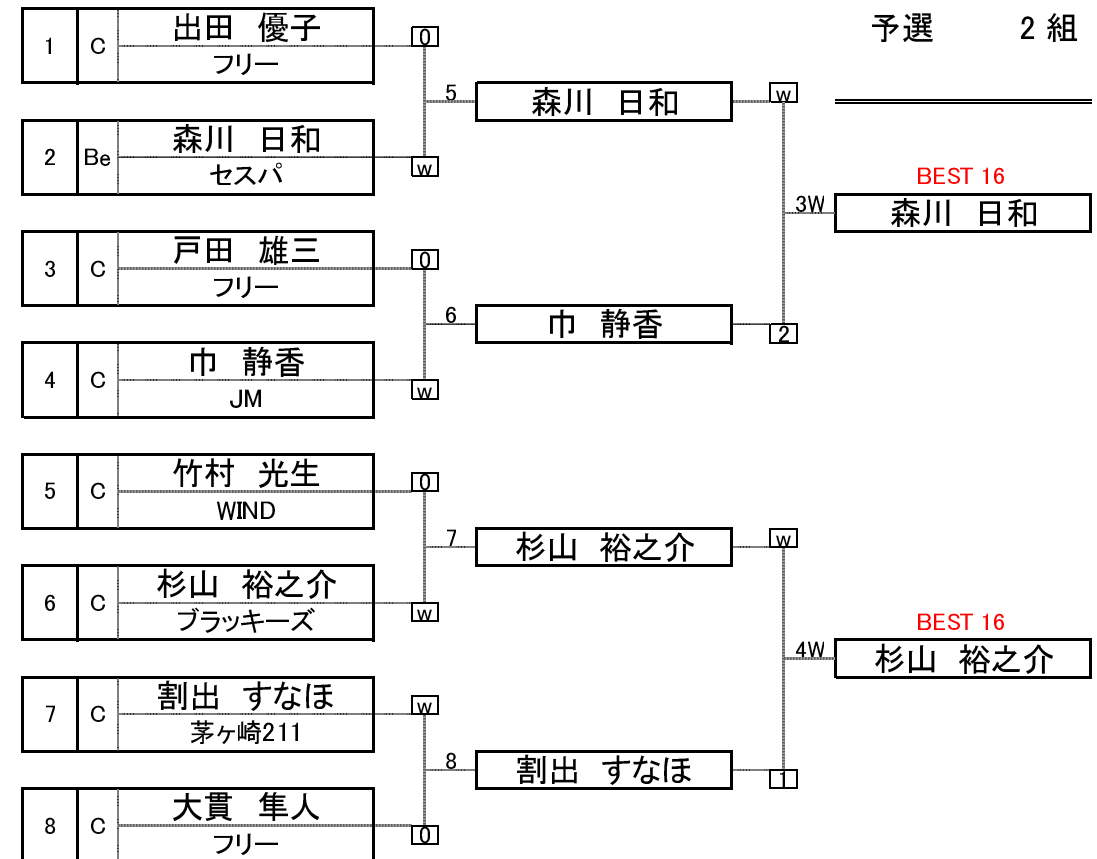 予選 2 組
1 C 出田 優子
フリー
0
5 森川 日和
w
2 Be 森川 日和
セスパ
w
BEST 16
3W 森川 日和
3 C 戸田 雄三
フリー
0
6 巾 静香
2
4 C 巾 静香
JM
w
5 C 竹村 光生
WIND
0
7 杉山 裕之介
w
6 C 杉山 裕之介
ブラッキーズ
w
BEST 16
4W 杉山 裕之介
7 C 割出 すなほ
茅ヶ崎211
w
8 割出 すなほ
1
8 C 大貫 隼人
フリー
0